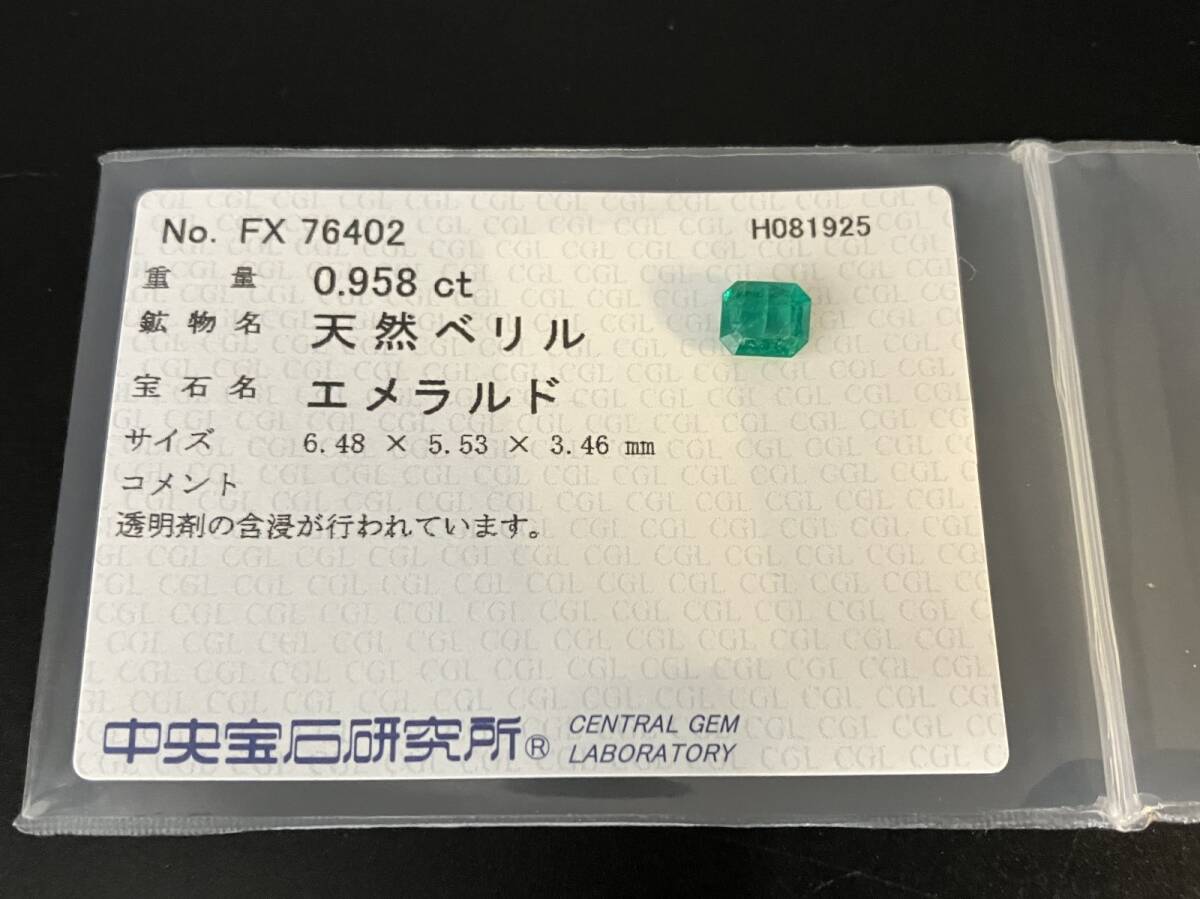 No. FX 76402 H081925
重量 0.958 ct
鉱物名 天然ベリル
宝石名 エメラルド
サイズ 6.48 × 5.53 × 3.46 mm
コメント
透明剤の含浸が行われています。
中央宝石研究所® CENTRAL GEM
LABORATORY